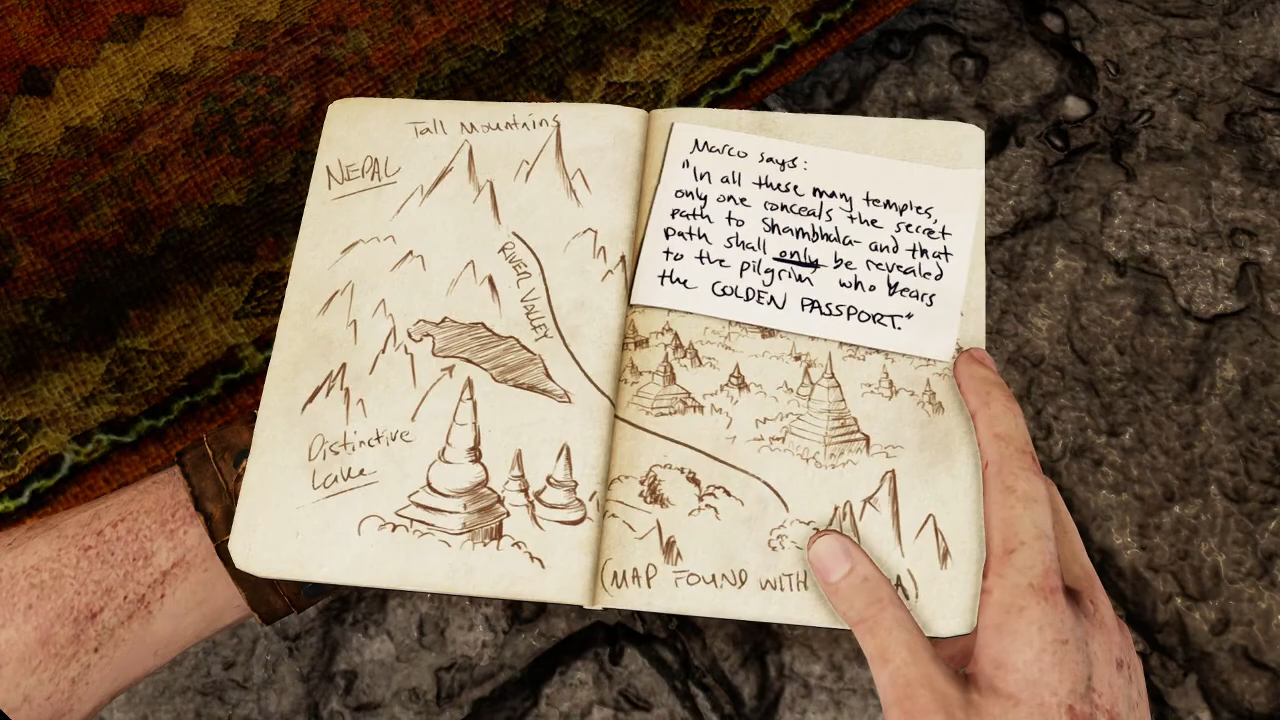 Tall Mountains
NEPAL
RIVER VALLEY
Distinctive
Lake
Marco says:
"In all these many temples,
only one conceals the secret
path to Shambhala- and that
path shall only be revealed
to the pilgrim who bears
the GOLDEN PASSPORT."
(MAP FOUND WITH A)